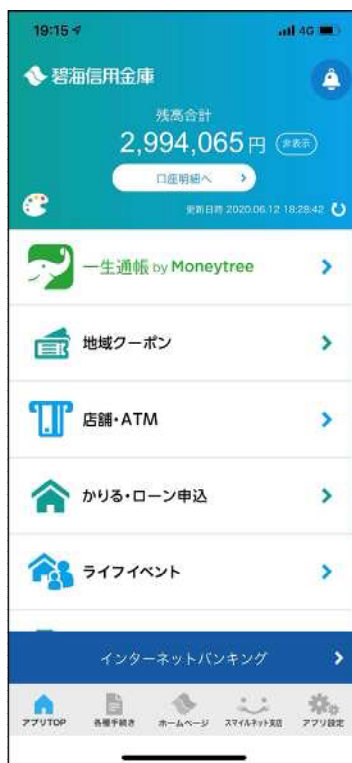 19:15
4G
碧海信用金庫
残高合計
2,994,065円
非表示
口座明細へ
更新日時 2020.06.12 18:28:42
一生通帳 by Moneytree
地域クーポン
店舗・ATM
かりる・ローン申込
ライフイベント
インターネットバンキング
アプリTOP
各種手続き
ホームページ
スマイルネット支店
アプリ設定